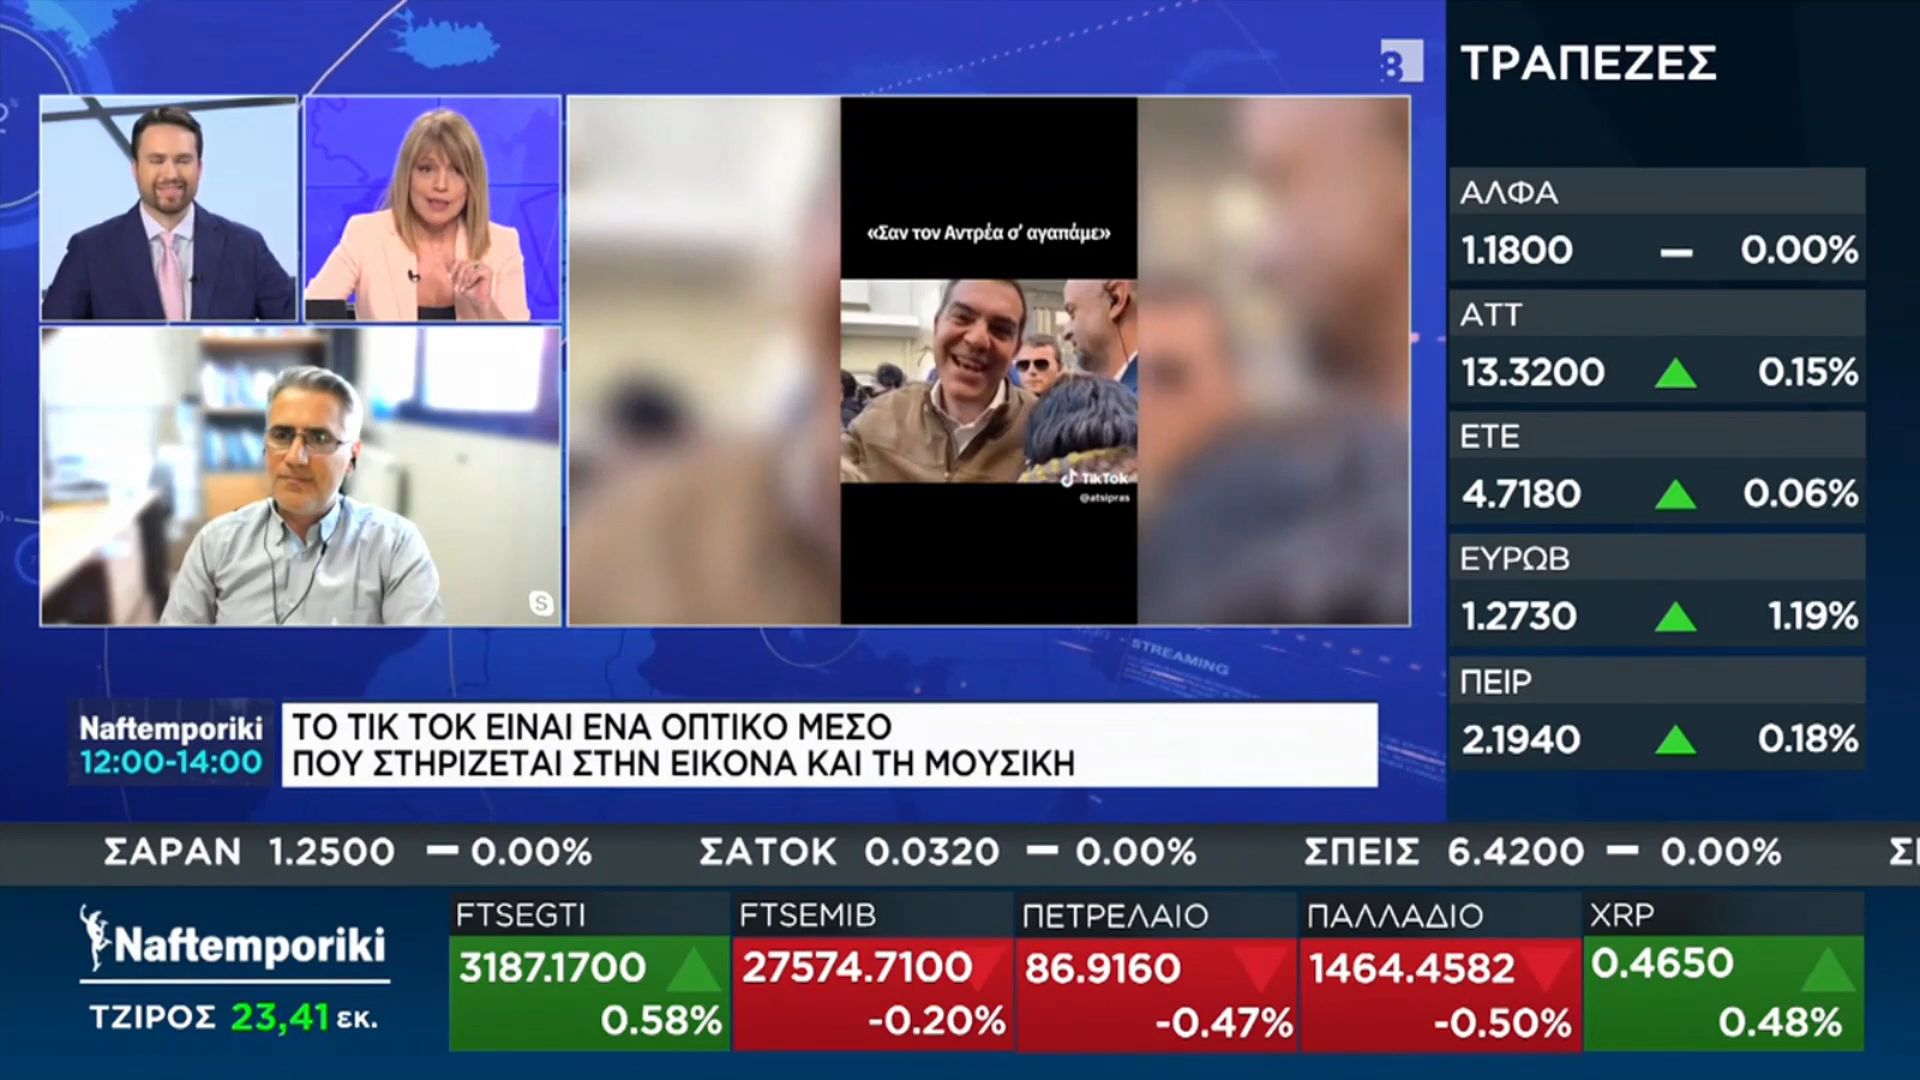 ΤΡΑΠΕΖΕΣ
«Σαν τον Αντρέα σ' αγαπάμε»
TikTok
@atsipras
ΑΛΦΑ
1.1800 0.00%
ΑΤΤ
13.3200 0.15%
ΕΤΕ
4.7180 0.06%
ΕΥΡΩΒ
1.2730 1.19%
ΠΕΙΡ
2.1940 0.18%
STREAMING
Naftemporiki
12:00-14:00
ΤΟ ΤΙΚ ΤΟΚ ΕΙΝΑΙ ΕΝΑ ΟΠΤΙΚΟ ΜΕΣΟ
ΠΟΥ ΣΤΗΡΙΖΕΤΑΙ ΣΤΗΝ ΕΙΚΟΝΑ ΚΑΙ ΤΗ ΜΟΥΣΙΚΗ
ΣΑΡΑΝ 1.2500 0.00% ΣΑΤΟΚ 0.0320 0.00% ΣΠΕΙΣ 6.4200 0.00%
Naftemporiki
ΤΖΙΡΟΣ 23,41 εκ.
FTSEGTI
3187.1700
0.58%
FTSEMIB
27574.7100
-0.20%
ΠΕΤΡΕΛΑΙΟ
86.9160
-0.47%
ΠΑΛΛΑΔΙΟ
1464.4582
-0.50%
XRP
0.4650
0.48%